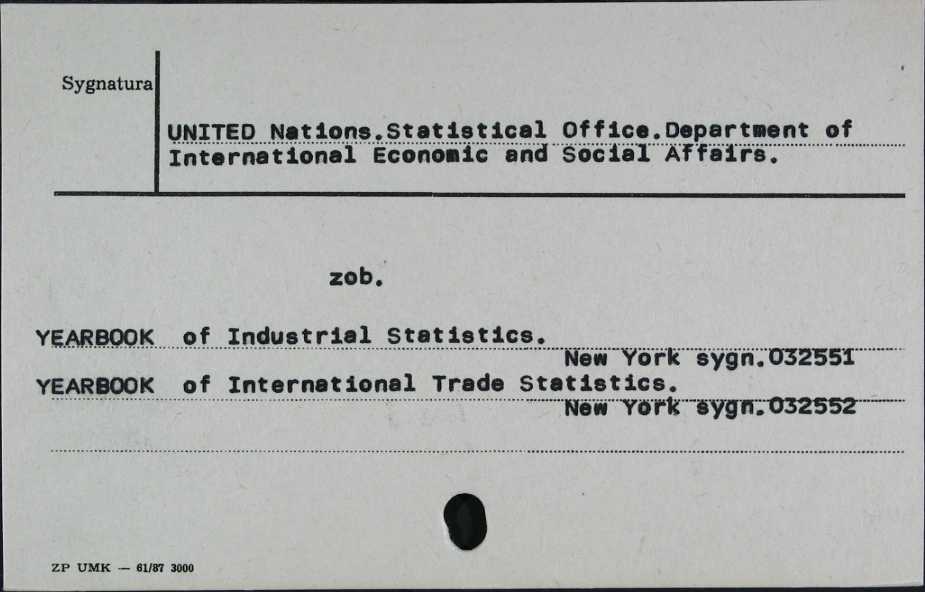 Sygnatura
UNITED Nations.Statistical Office.Department of
International Economic and Social Affairs.
zob.
YEARBOOK of Industrial Statistics.
New York sygn.032551
YEARBOOK of International Trade Statistics.
New York sygn.032552
ZP UMK — 61/87 3000